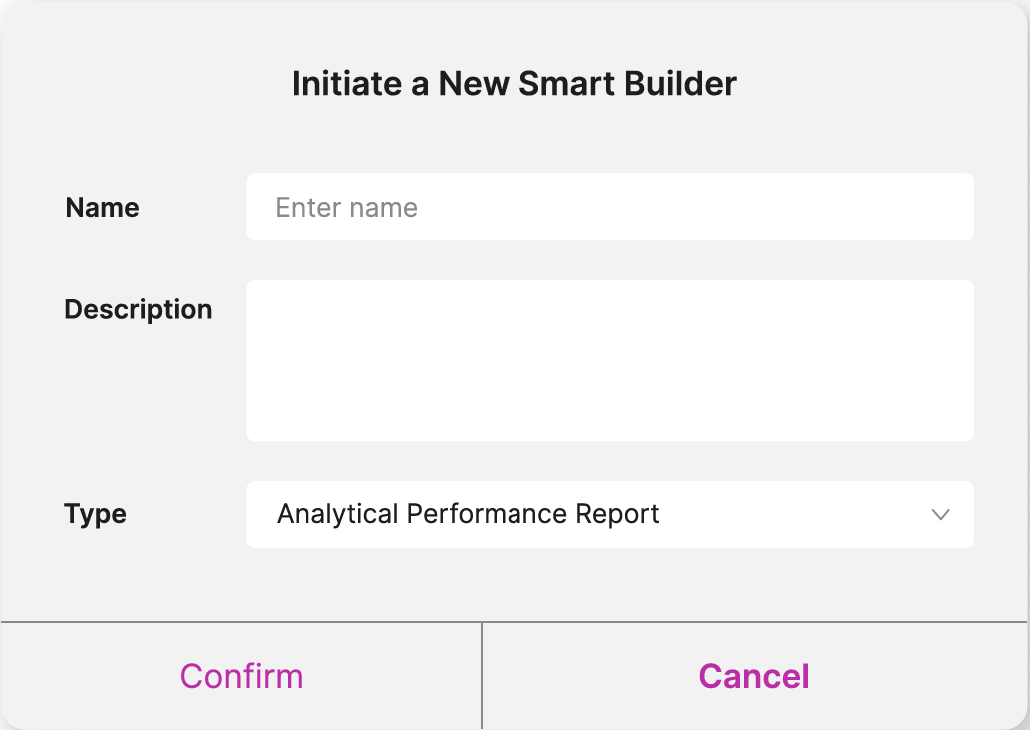 Initiate a New Smart Builder
Name
Enter name
Description
Type
Analytical Performance Report
Confirm
Cancel